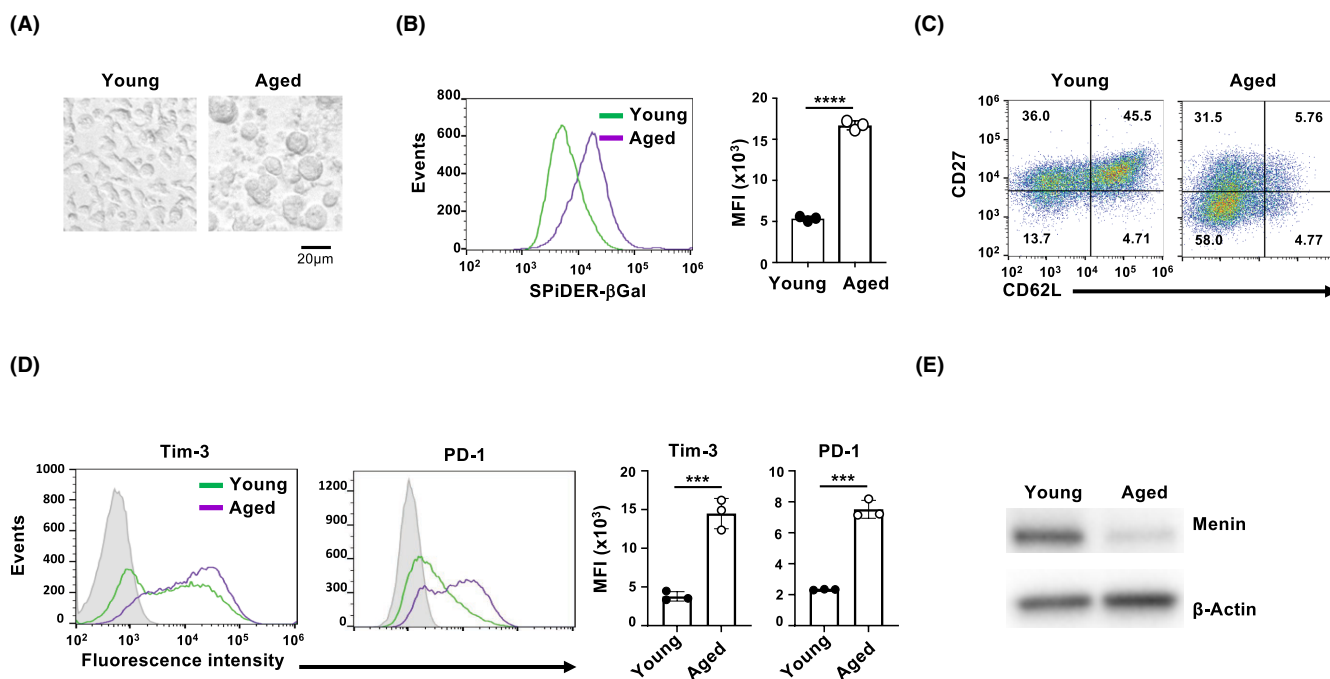 (A)
Young Aged
20μm
(B)
Events
800
600
400
200
0
10² 10³ 10⁴ 10⁵ 10⁶
SPiDER-βGal
Young
Aged
MFI (x10³)
20
15
10
5
0
****
Young Aged
(C)
Young Aged
CD27
10⁶
10⁵
10⁴
10³
10²
36.0 45.5
13.7 4.71
31.5 5.76
58.0 4.77
10² 10³ 10⁴ 10⁵ 10⁶
CD62L
(D)
Tim-3
Events
1000
800
600
400
200
0
Young
Aged
10² 10³ 10⁴ 10⁵ 10⁶
Fluorescence intensity
PD-1
1200
900
600
300
0
Tim-3
MFI (x10³)
20
15
10
5
0
***
Young Aged
PD-1
10
8
6
4
2
0
***
Young Aged
(E)
Young Aged
Menin
β-Actin